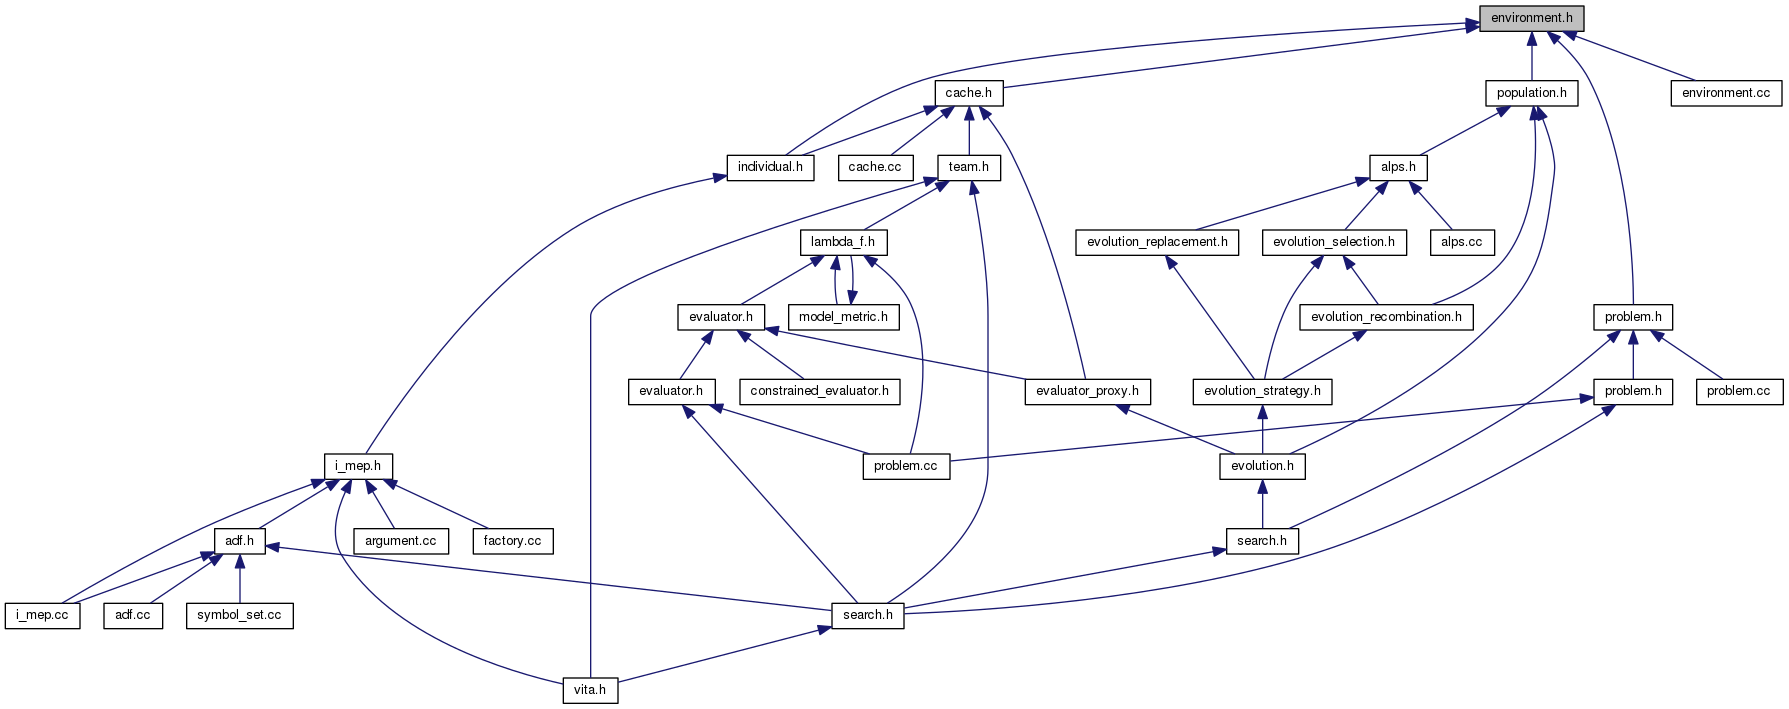 environment.h
cache.h
population.h
environment.cc
individual.h
cache.cc
team.h
alps.h
lambda_f.h
evolution_replacement.h
evolution_selection.h
alps.cc
evaluator.h
model_metric.h
evolution_recombination.h
problem.h
evaluator.h
constrained_evaluator.h
evaluator_proxy.h
evolution_strategy.h
problem.h
problem.cc
i_mep.h
problem.cc
evolution.h
adf.h
argument.cc
factory.cc
search.h
i_mep.cc
adf.cc
symbol_set.cc
search.h
vita.h